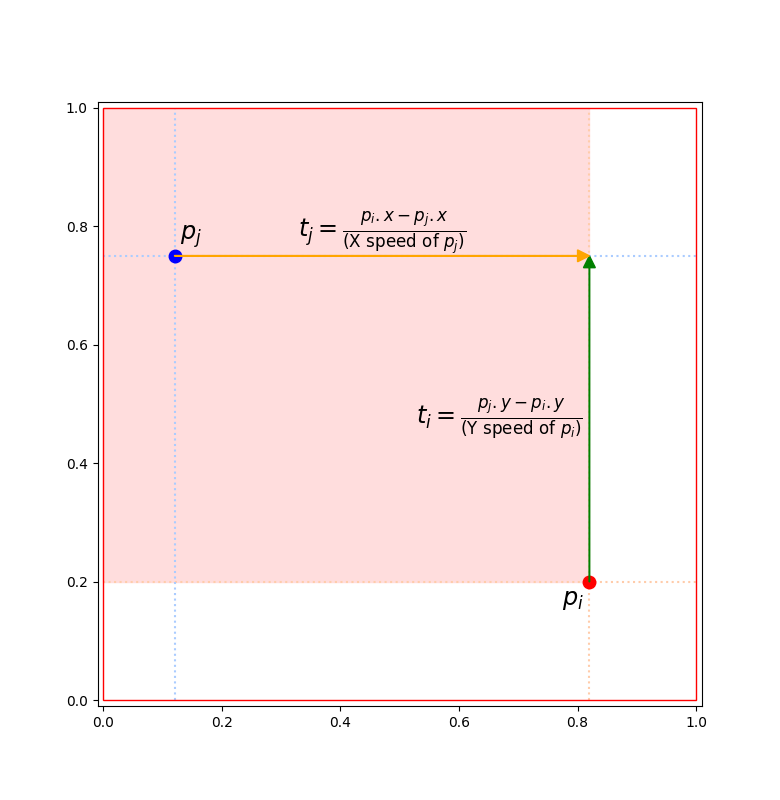 1.0
0.8
0.6
0.4
0.2
0.0
p_j
t_j = \frac{p_i.x - p_j.x}{(X speed of p_j)}
t_i = \frac{p_j.y - p_i.y}{(Y speed of p_i)}
p_i
0.0 0.2 0.4 0.6 0.8 1.0